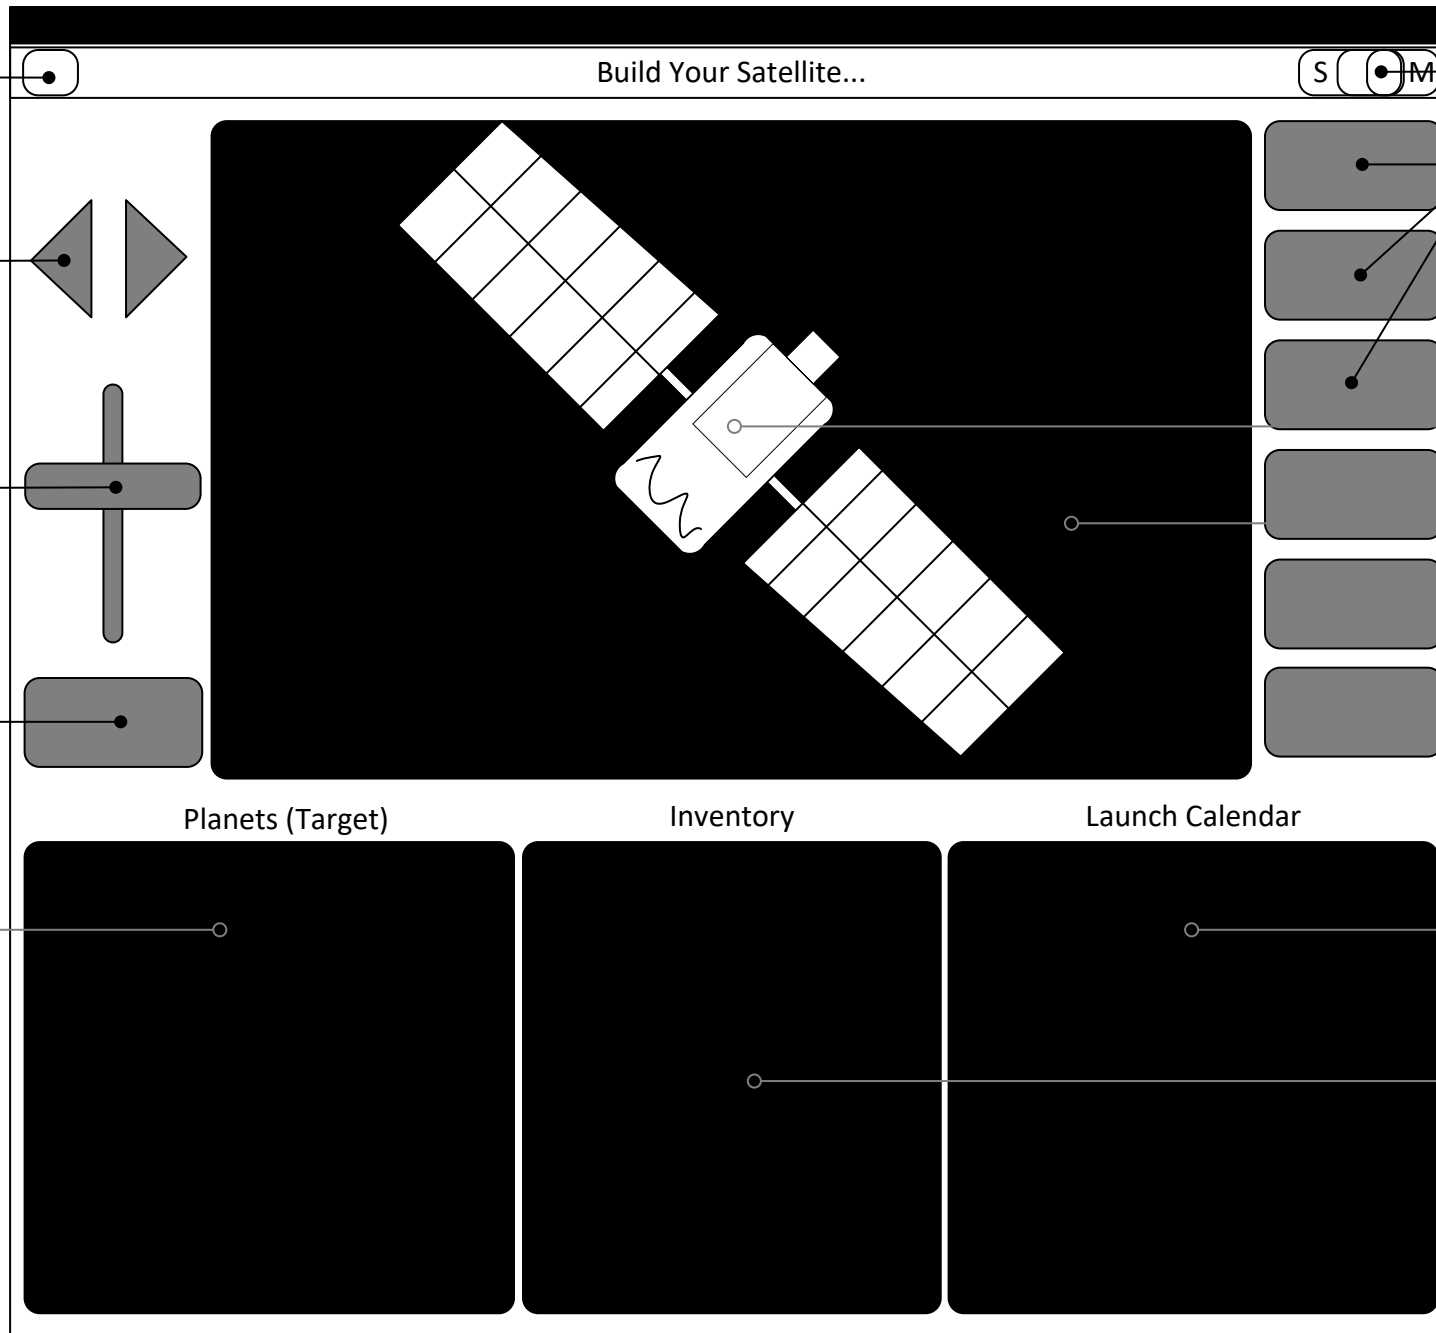 Build Your Satellite...
S M
Planets (Target)
Inventory
Launch Calendar